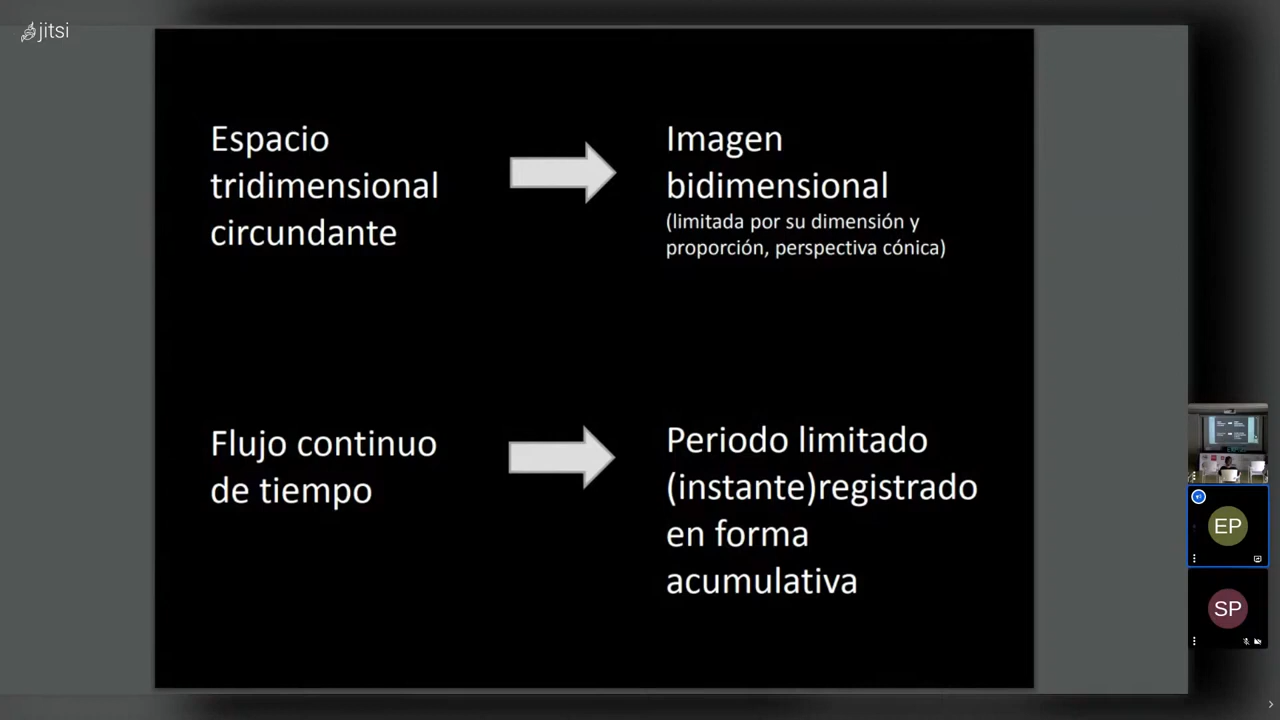 jitsi
Espacio
tridimensional
circundante
Imagen
bidimensional
(limitada por su dimensión y
proporción, perspectiva cónica)
Flujo continuo
de tiempo
Periodo limitado
(instante)registrado
en forma
acumulativa
EP
SP